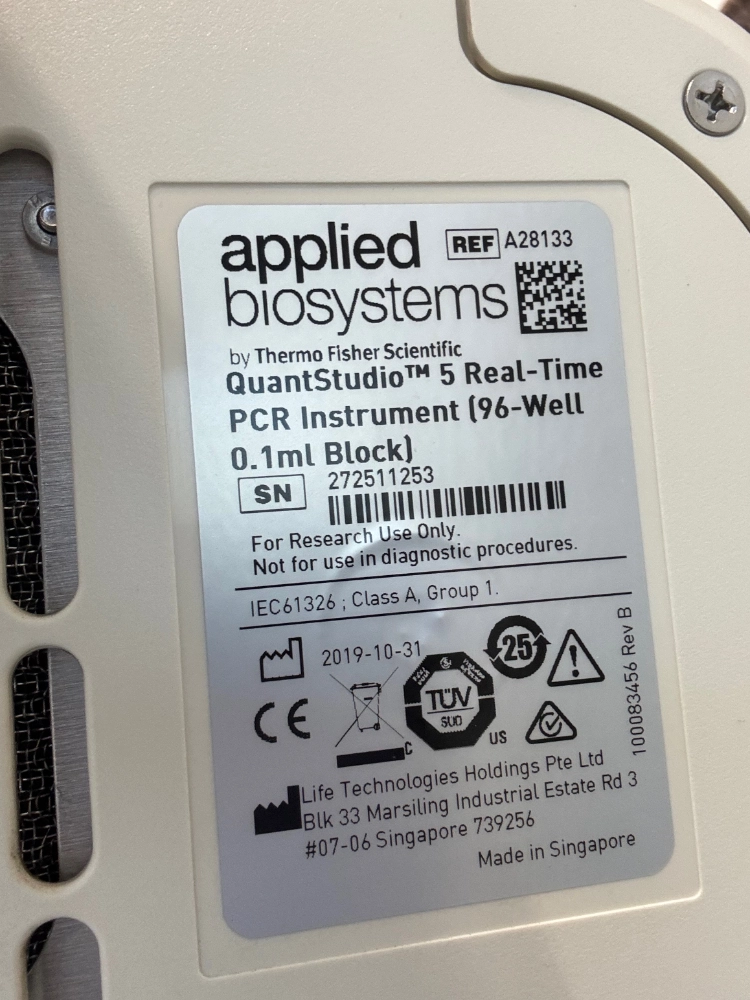 applied
biosystems
REF A28133
by Thermo Fisher Scientific
QuantStudio™ 5 Real-Time
PCR Instrument (96-Well
0.1ml Block)
SN 272511253
For Research Use Only.
Not for use in diagnostic procedures.
IEC61326 ; Class A, Group 1.
2019-10-31
25
CE
TÜV
SUD
C US
100083456 Rev B
Life Technologies Holdings Pte Ltd
Blk 33 Marsiling Industrial Estate Rd 3
#07-06 Singapore 739256
Made in Singapore